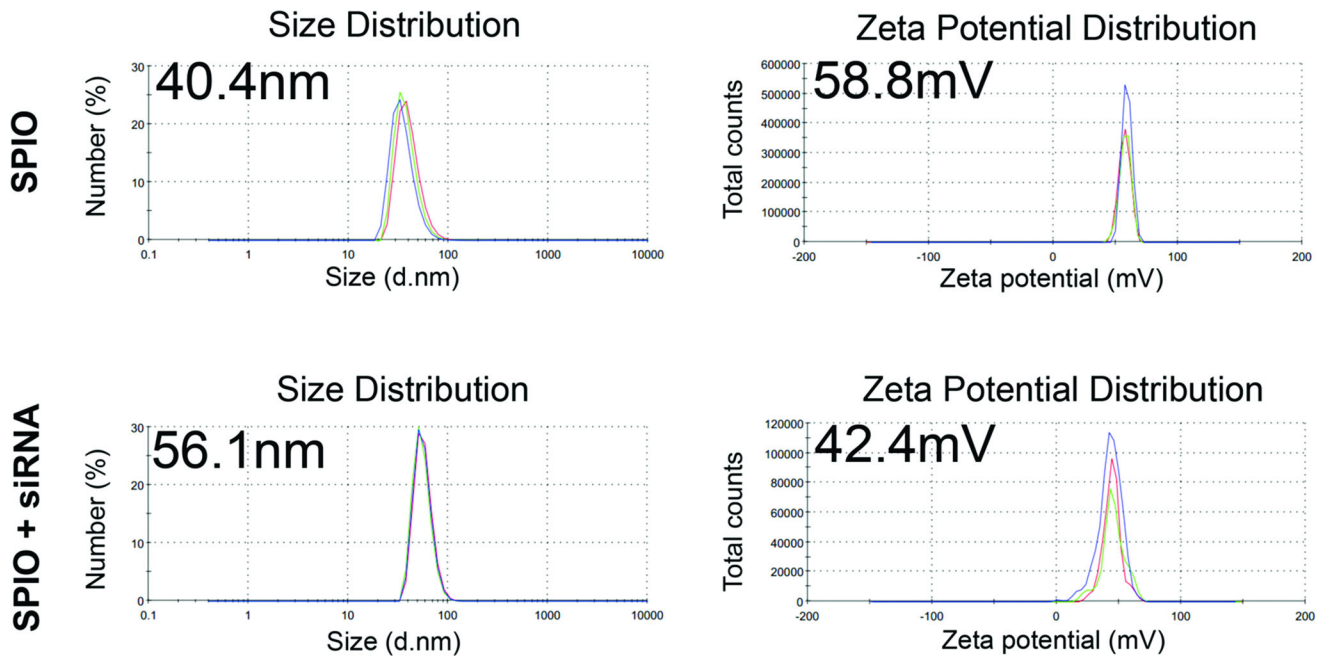 SPIO
Size Distribution
40.4nm
Number (%)
30
20
10
0
0.1 1 10 100 1000 10000
Size (d.nm)
Zeta Potential Distribution
58.8mV
Total counts
600000
500000
400000
300000
200000
100000
0
-200 -100 0 100 200
Zeta potential (mV)
SPIO + siRNA
Size Distribution
56.1nm
Number (%)
30
20
10
0
0.1 1 10 100 1000 10000
Size (d.nm)
Zeta Potential Distribution
42.4mV
Total counts
120000
100000
80000
60000
40000
20000
0
-200 -100 0 100 200
Zeta potential (mV)